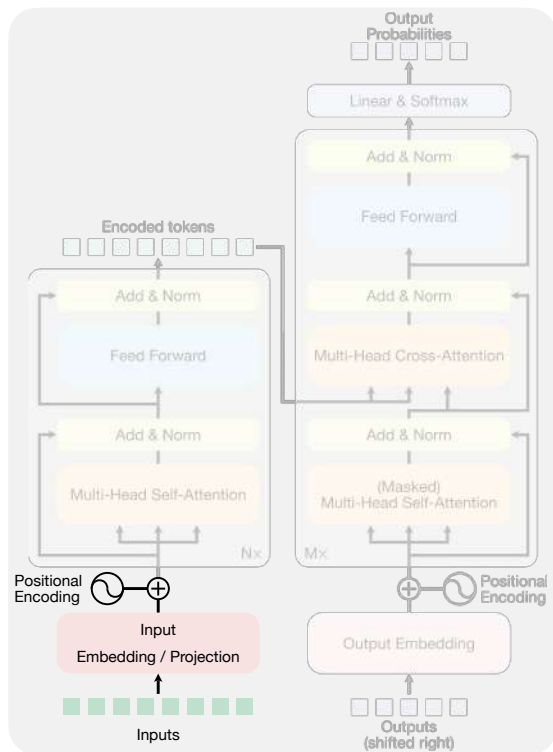 Output
Probabilities
Linear & Softmax
Add & Norm
Feed Forward
Add & Norm
Multi-Head Cross-Attention
Add & Norm
(Masked)
Multi-Head Self-Attention
M×
Positional
Encoding
Output Embedding
Outputs
(shifted right)
Encoded tokens
Add & Norm
Feed Forward
Add & Norm
Multi-Head Self-Attention
N×
Positional
Encoding
Input
Embedding / Projection
Inputs